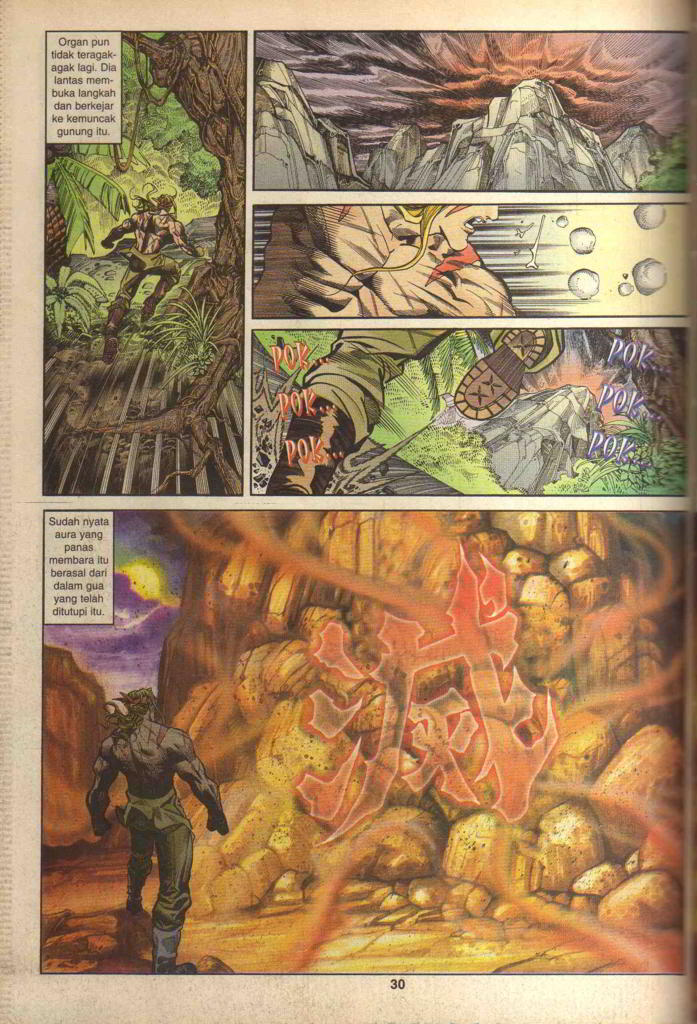 Organ pun
tidak teragak-
agak lagi. Dia
lantas mem-
buka langkah
dan berkejar
ke kemuncak
gunung itu.
POK...
POK...
POK...
POK...
POK...
POK...
Sudah nyata
aura yang
panas
membara itu
berasal dari
dalam gua
yang telah
ditutupi itu.
滅
30